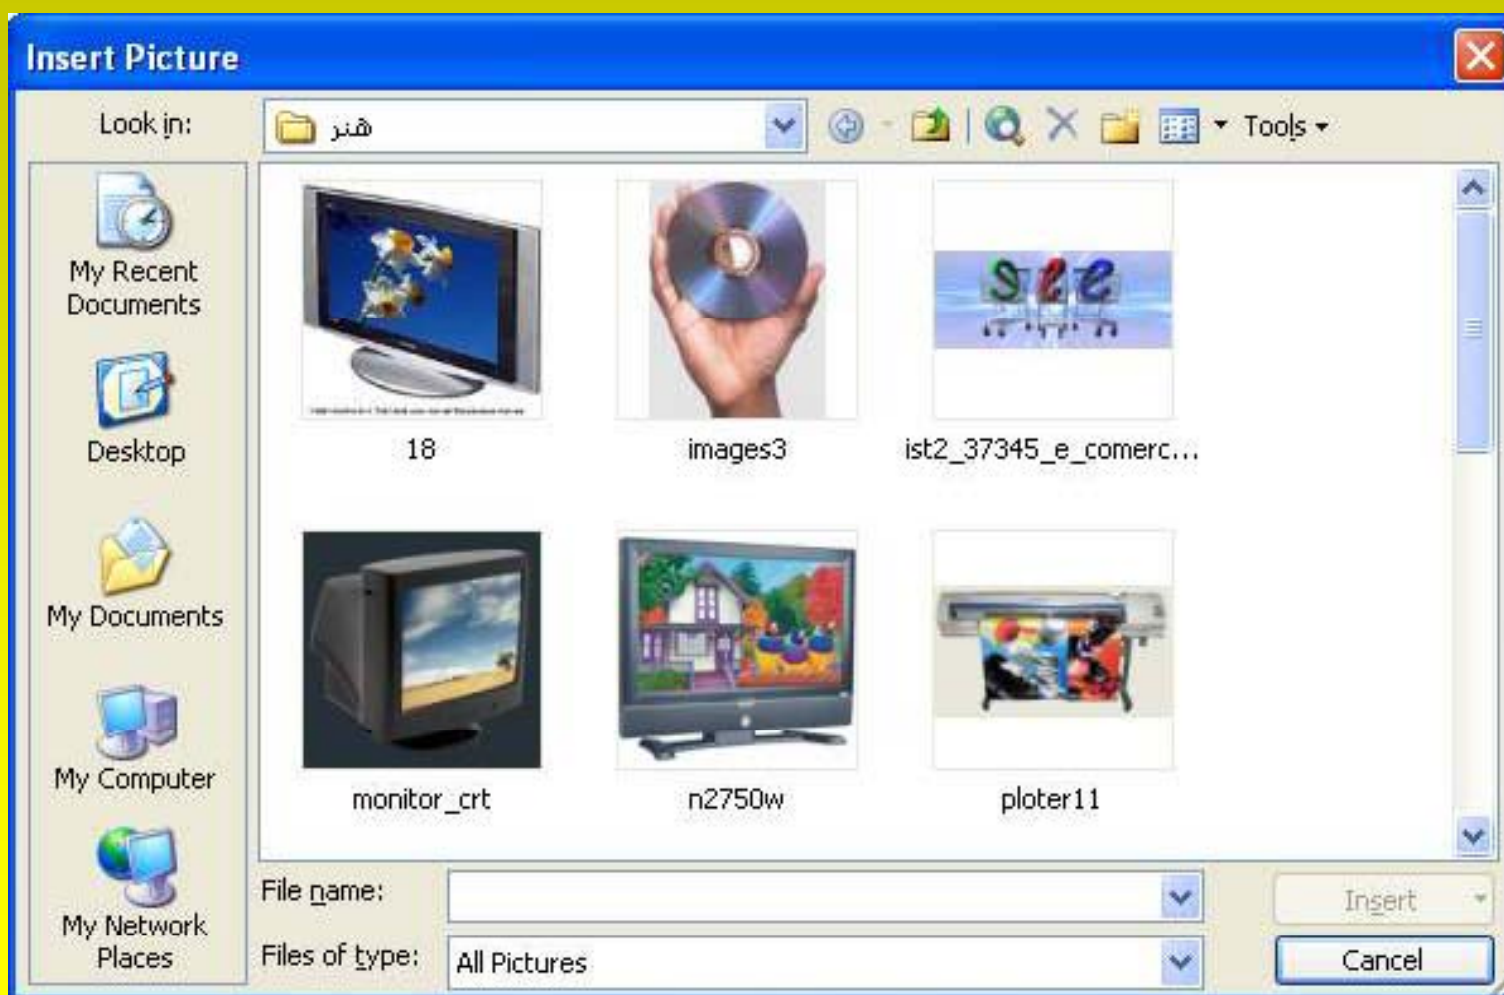 Insert Picture
Look in:
هنر
Tools
My Recent
Documents
Desktop
My Documents
My Computer
My Network
Places
18
images3
ist2_37345_e_comerc...
monitor_crt
n2750w
ploter11
File name:
Insert
Files of type:
All Pictures
Cancel